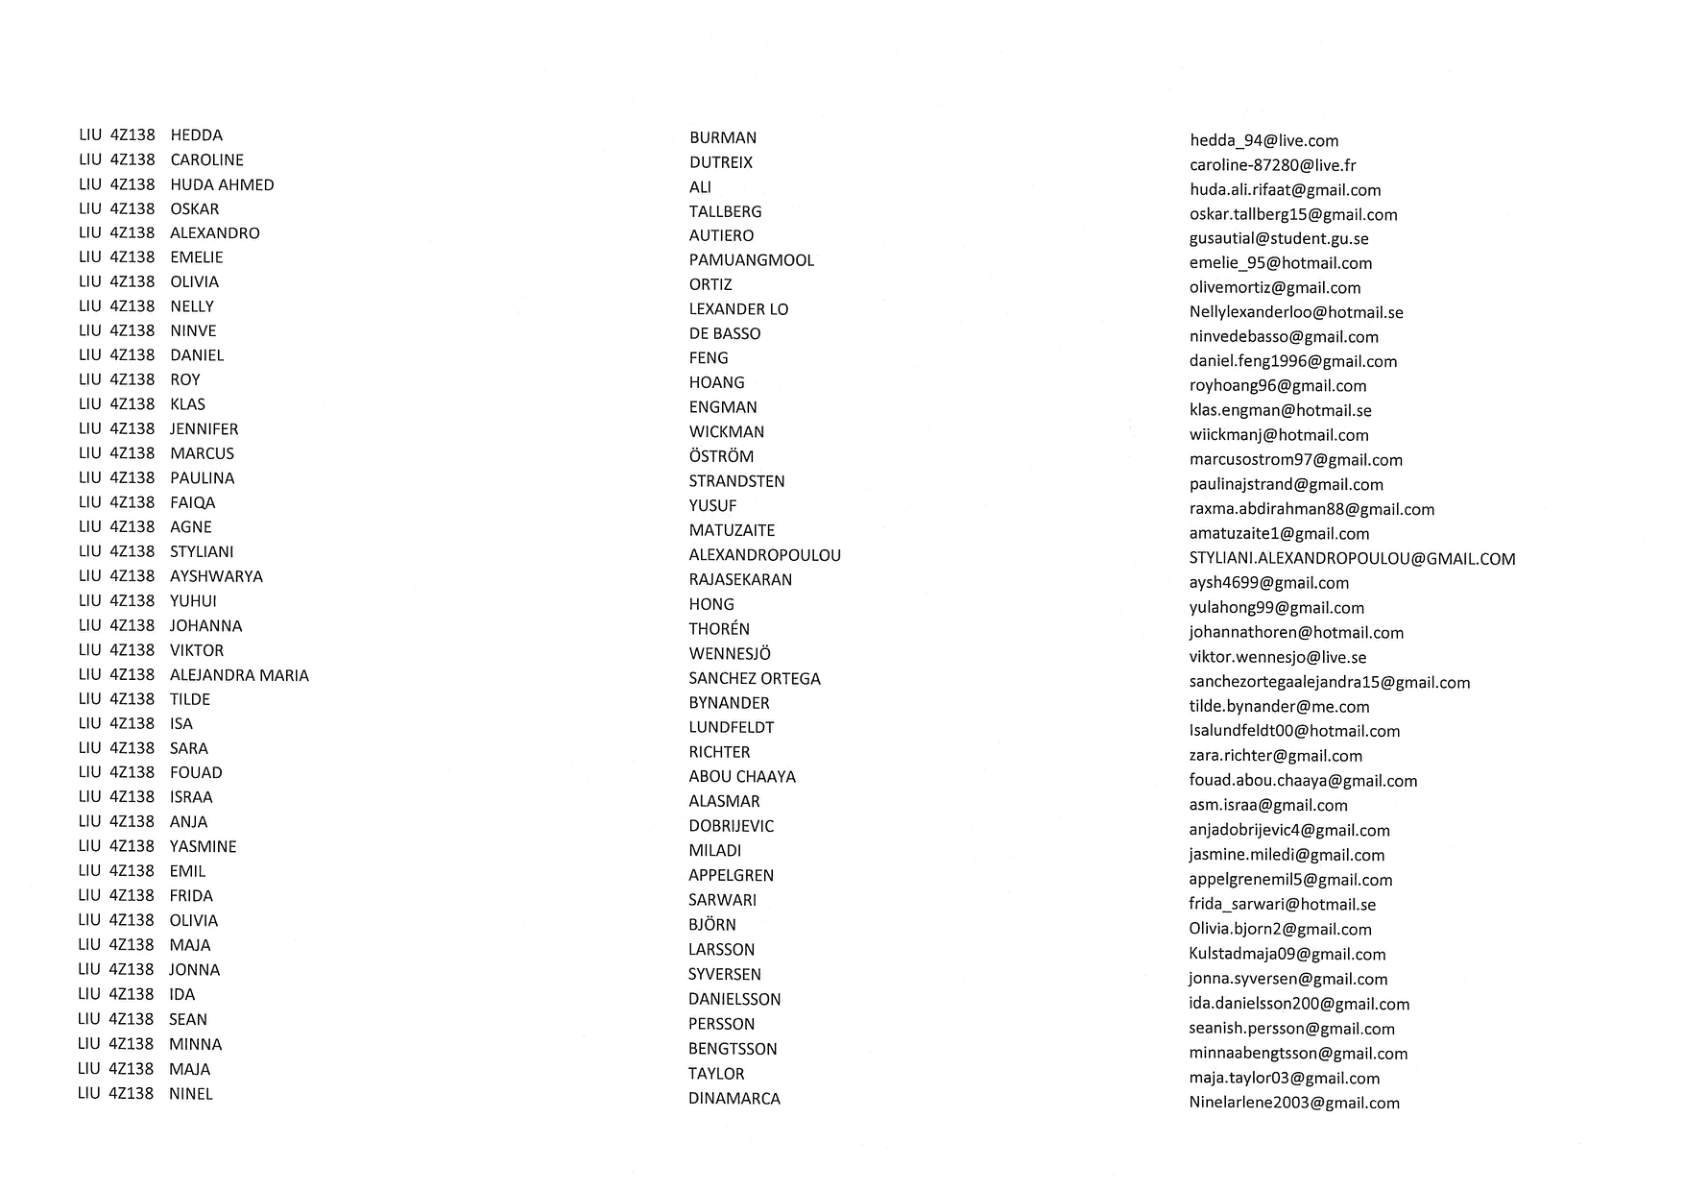 LIU 4Z138 HEDDA BURMAN hedda_94@live.com
LIU 4Z138 CAROLINE DUTREIX caroline-87280@live.fr
LIU 4Z138 HUDA AHMED ALI huda.ali.rifaat@gmail.com
LIU 4Z138 OSKAR TALLBERG oskar.tallberg15@gmail.com
LIU 4Z138 ALEXANDRO AUTIERO gusautial@student.gu.se
LIU 4Z138 EMELIE PAMUANGMOOL emelie_95@hotmail.com
LIU 4Z138 OLIVIA ORTIZ olivemortiz@gmail.com
LIU 4Z138 NELLY LEXANDER LO Nellylexanderloo@hotmail.se
LIU 4Z138 NINVE DE BASSO ninvedebasso@gmail.com
LIU 4Z138 DANIEL FENG daniel.feng1996@gmail.com
LIU 4Z138 ROY HOANG royhoang96@gmail.com
LIU 4Z138 KLAS ENGMAN klas.engman@hotmail.se
LIU 4Z138 JENNIFER WICKMAN wiickmanj@hotmail.com
LIU 4Z138 MARCUS ÖSTRÖM marcusostrom97@gmail.com
LIU 4Z138 PAULINA STRANDSTEN paulinajstrand@gmail.com
LIU 4Z138 FAIQA YUSUF raxma.abdirahman88@gmail.com
LIU 4Z138 AGNE MATUZAITE amatuzaite1@gmail.com
LIU 4Z138 STYLIANI ALEXANDROPOULOU STYLIANI.ALEXANDROPOULOU@GMAIL.COM
LIU 4Z138 AYSHWARYA RAJASEKARAN aysh4699@gmail.com
LIU 4Z138 YUHUI HONG yulahong99@gmail.com
LIU 4Z138 JOHANNA THORÉN johannathoren@hotmail.com
LIU 4Z138 VIKTOR WENNESJÖ viktor.wennesjo@live.se
LIU 4Z138 ALEJANDRA MARIA SANCHEZ ORTEGA sanchezortegaalejandra15@gmail.com
LIU 4Z138 TILDE BYNANDER tilde.bynander@me.com
LIU 4Z138 ISA LUNDFELDT Isalundfeldt00@hotmail.com
LIU 4Z138 SARA RICHTER zara.richter@gmail.com
LIU 4Z138 FOUAD ABOU CHAAYA fouad.abou.chaaya@gmail.com
LIU 4Z138 ISRAA ALASMAR asm.israa@gmail.com
LIU 4Z138 ANJA DOBRIJEVIC anjadobrijevic4@gmail.com
LIU 4Z138 YASMINE MILADI jasmine.miledi@gmail.com
LIU 4Z138 EMIL APPELGREN appelgrenemil5@gmail.com
LIU 4Z138 FRIDA SARWARI frida_sarwari@hotmail.se
LIU 4Z138 OLIVIA BJÖRN Olivia.bjorn2@gmail.com
LIU 4Z138 MAJA LARSSON Kulstadmaja09@gmail.com
LIU 4Z138 JONNA SYVERSEN jonna.syversen@gmail.com
LIU 4Z138 IDA DANIELSSON ida.danielsson200@gmail.com
LIU 4Z138 SEAN PERSSON seanish.persson@gmail.com
LIU 4Z138 MINNA BENGTSSON minnaabengtsson@gmail.com
LIU 4Z138 MAJA TAYLOR maja.taylor03@gmail.com
LIU 4Z138 NINEL DINAMARCA Ninelarlene2003@gmail.com